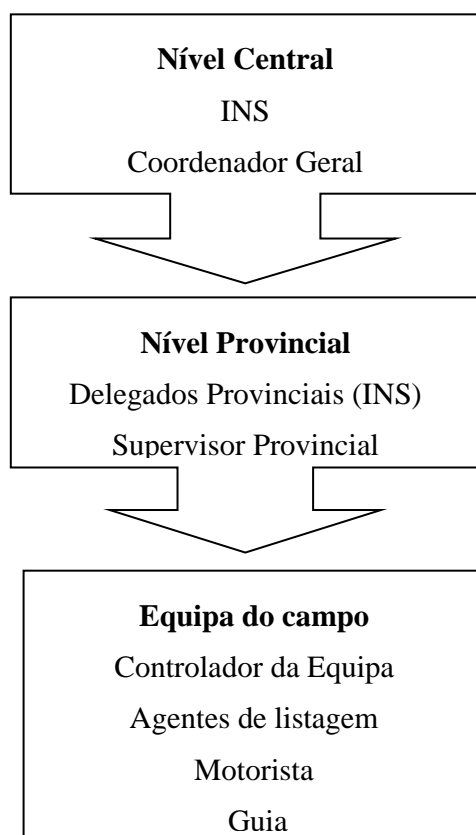 Nível Central
INS
Coordenador Geral
Nível Provincial
Delegados Provinciais (INS)
Supervisor Provincial
Equipa do campo
Controlador da Equipa
Agentes de listagem
Motorista
Guia